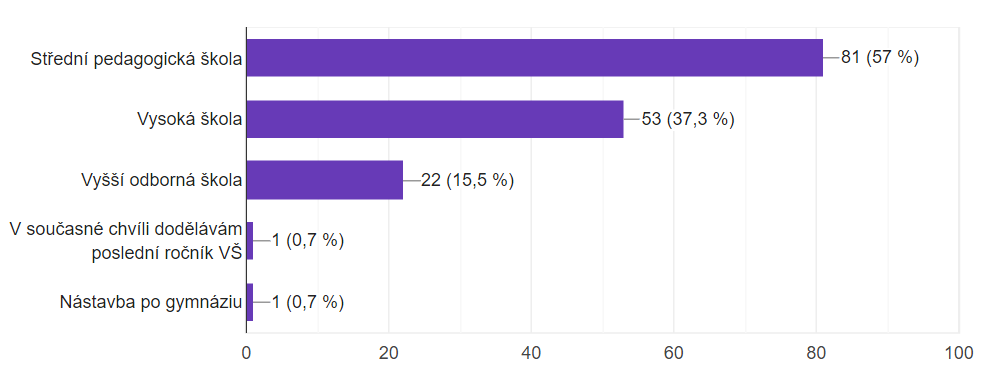 Střední pedagogická škola
81 (57 %)
Vysoká škola
53 (37,3 %)
Vyšší odborná škola
22 (15,5 %)
V současné chvíli dodělávám
poslední ročník VŠ
1 (0,7 %)
Nástavba po gymnáziu
1 (0,7 %)
0 20 40 60 80 100